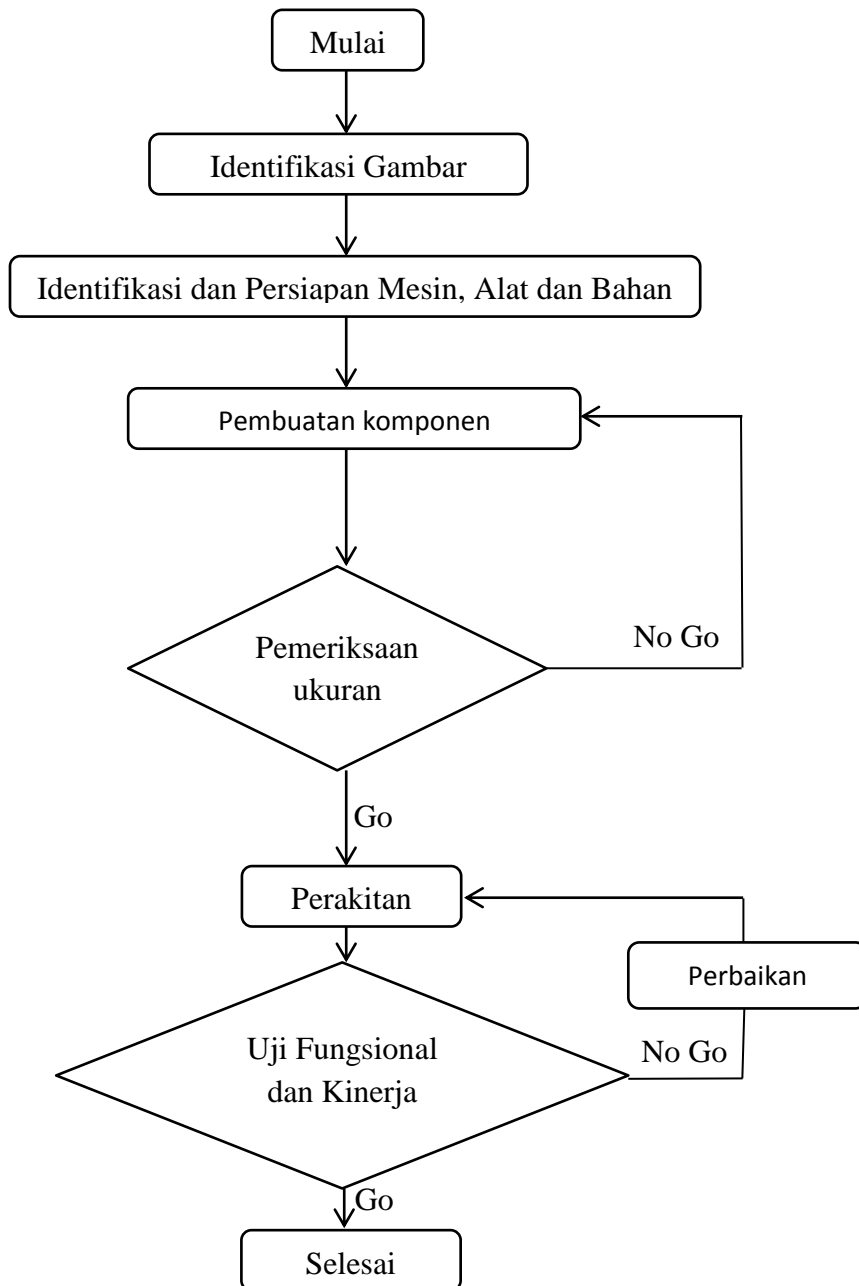 Mulai
Identifikasi Gambar
Identifikasi dan Persiapan Mesin, Alat dan Bahan
Pembuatan komponen
Pemeriksaan
ukuran
No Go
Go
Perakitan
Perbaikan
Uji Fungsional
dan Kinerja
No Go
Go
Selesai